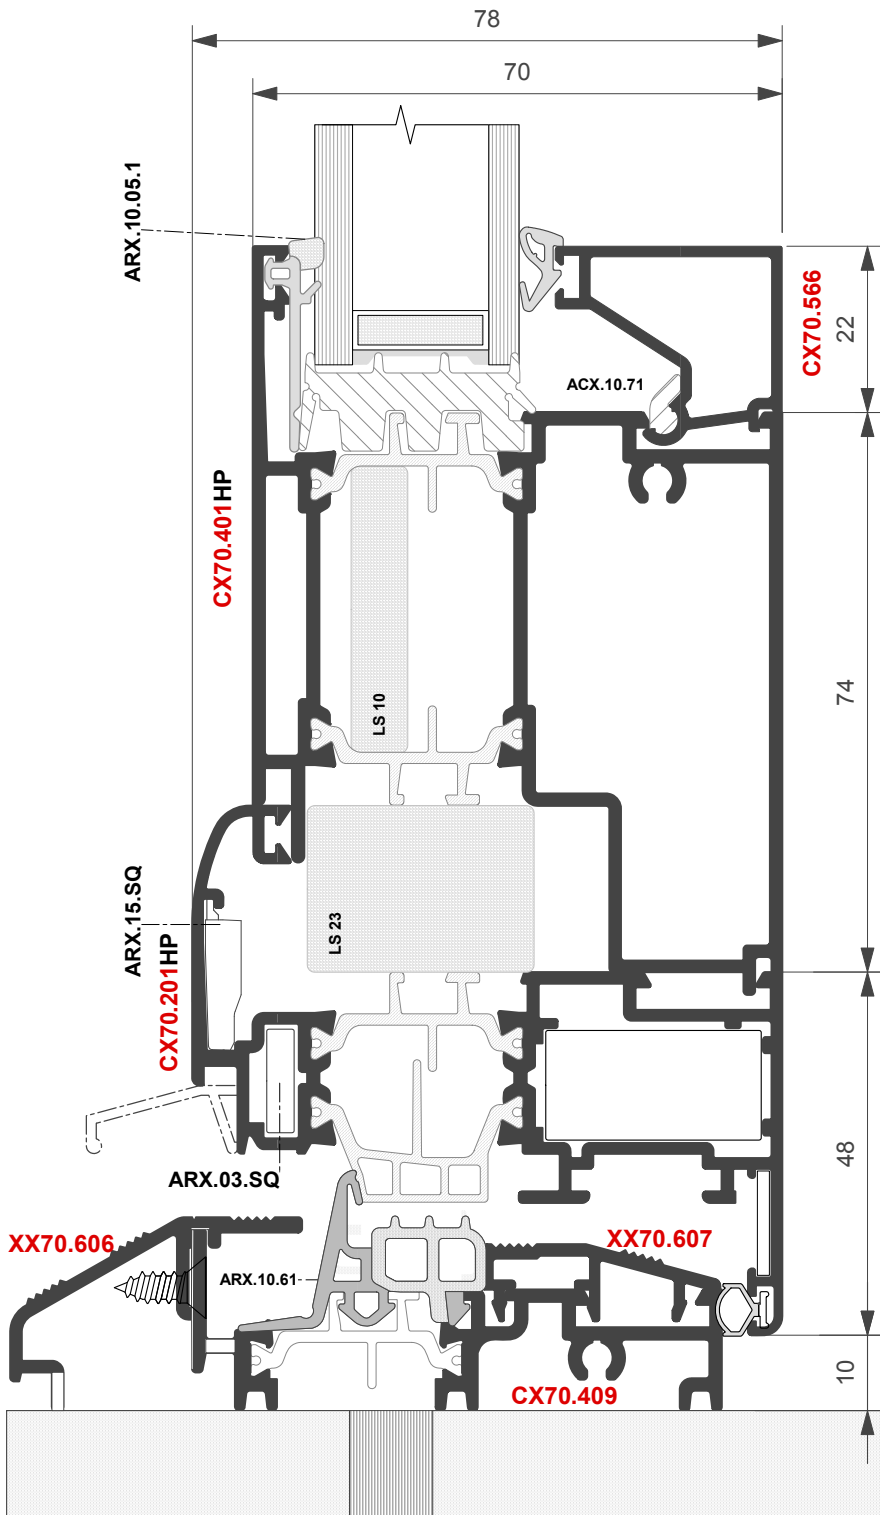 78
70
ARX.10.05.1
CX70.566
22
ACX.10.71
CX70.401HP
74
LS 10
ARX.15.SQ
LS 23
CX70.201HP
48
ARX.03.SQ
XX70.606
XX70.607
ARX.10.61
10
CX70.409